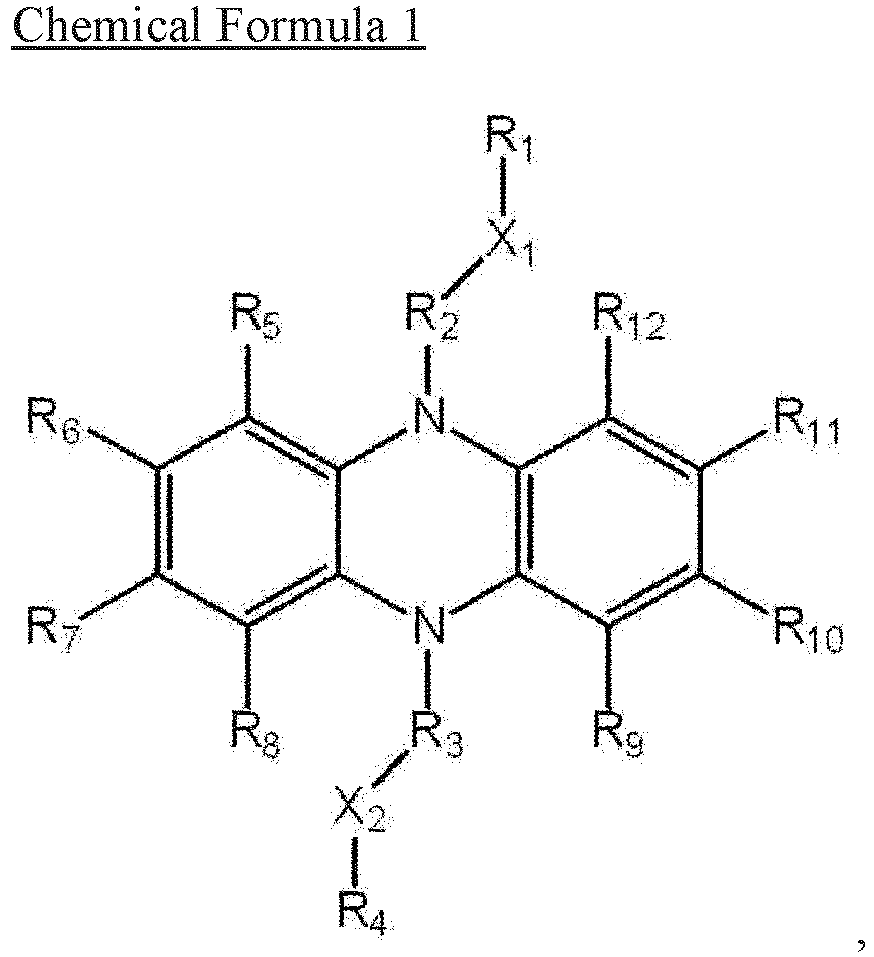 Chemical Formula 1
R1
X1
R5 R2 R12
R6 N R11
R7 N R10
R8 R3 R9
X2
R4 ,